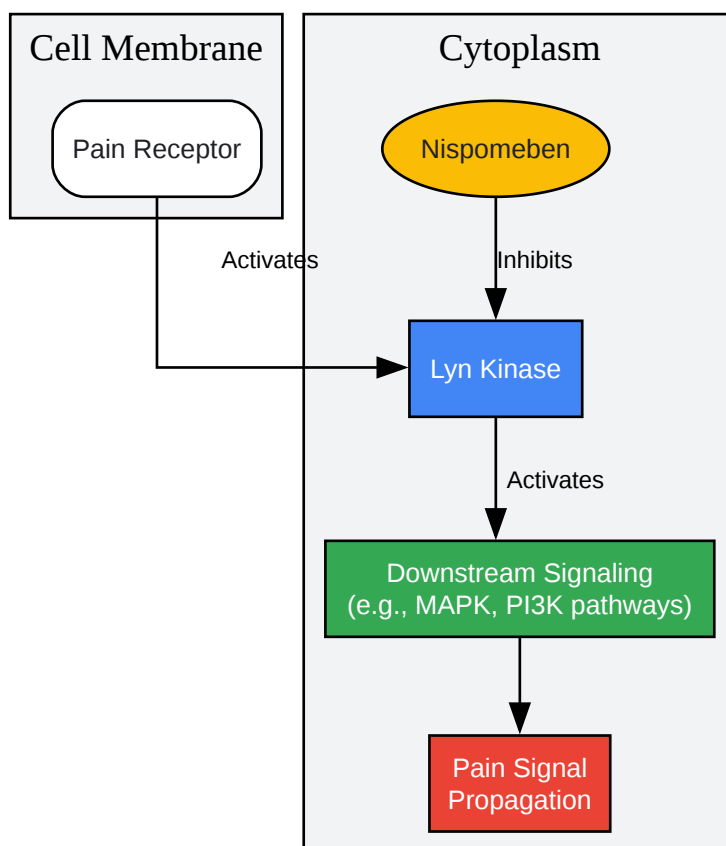 Cell Membrane
Cytoplasm
Pain Receptor
Nispomeben
Activates
Inhibits
Lyn Kinase
Activates
Downstream Signaling
(e.g., MAPK, PI3K pathways)
Pain Signal
Propagation